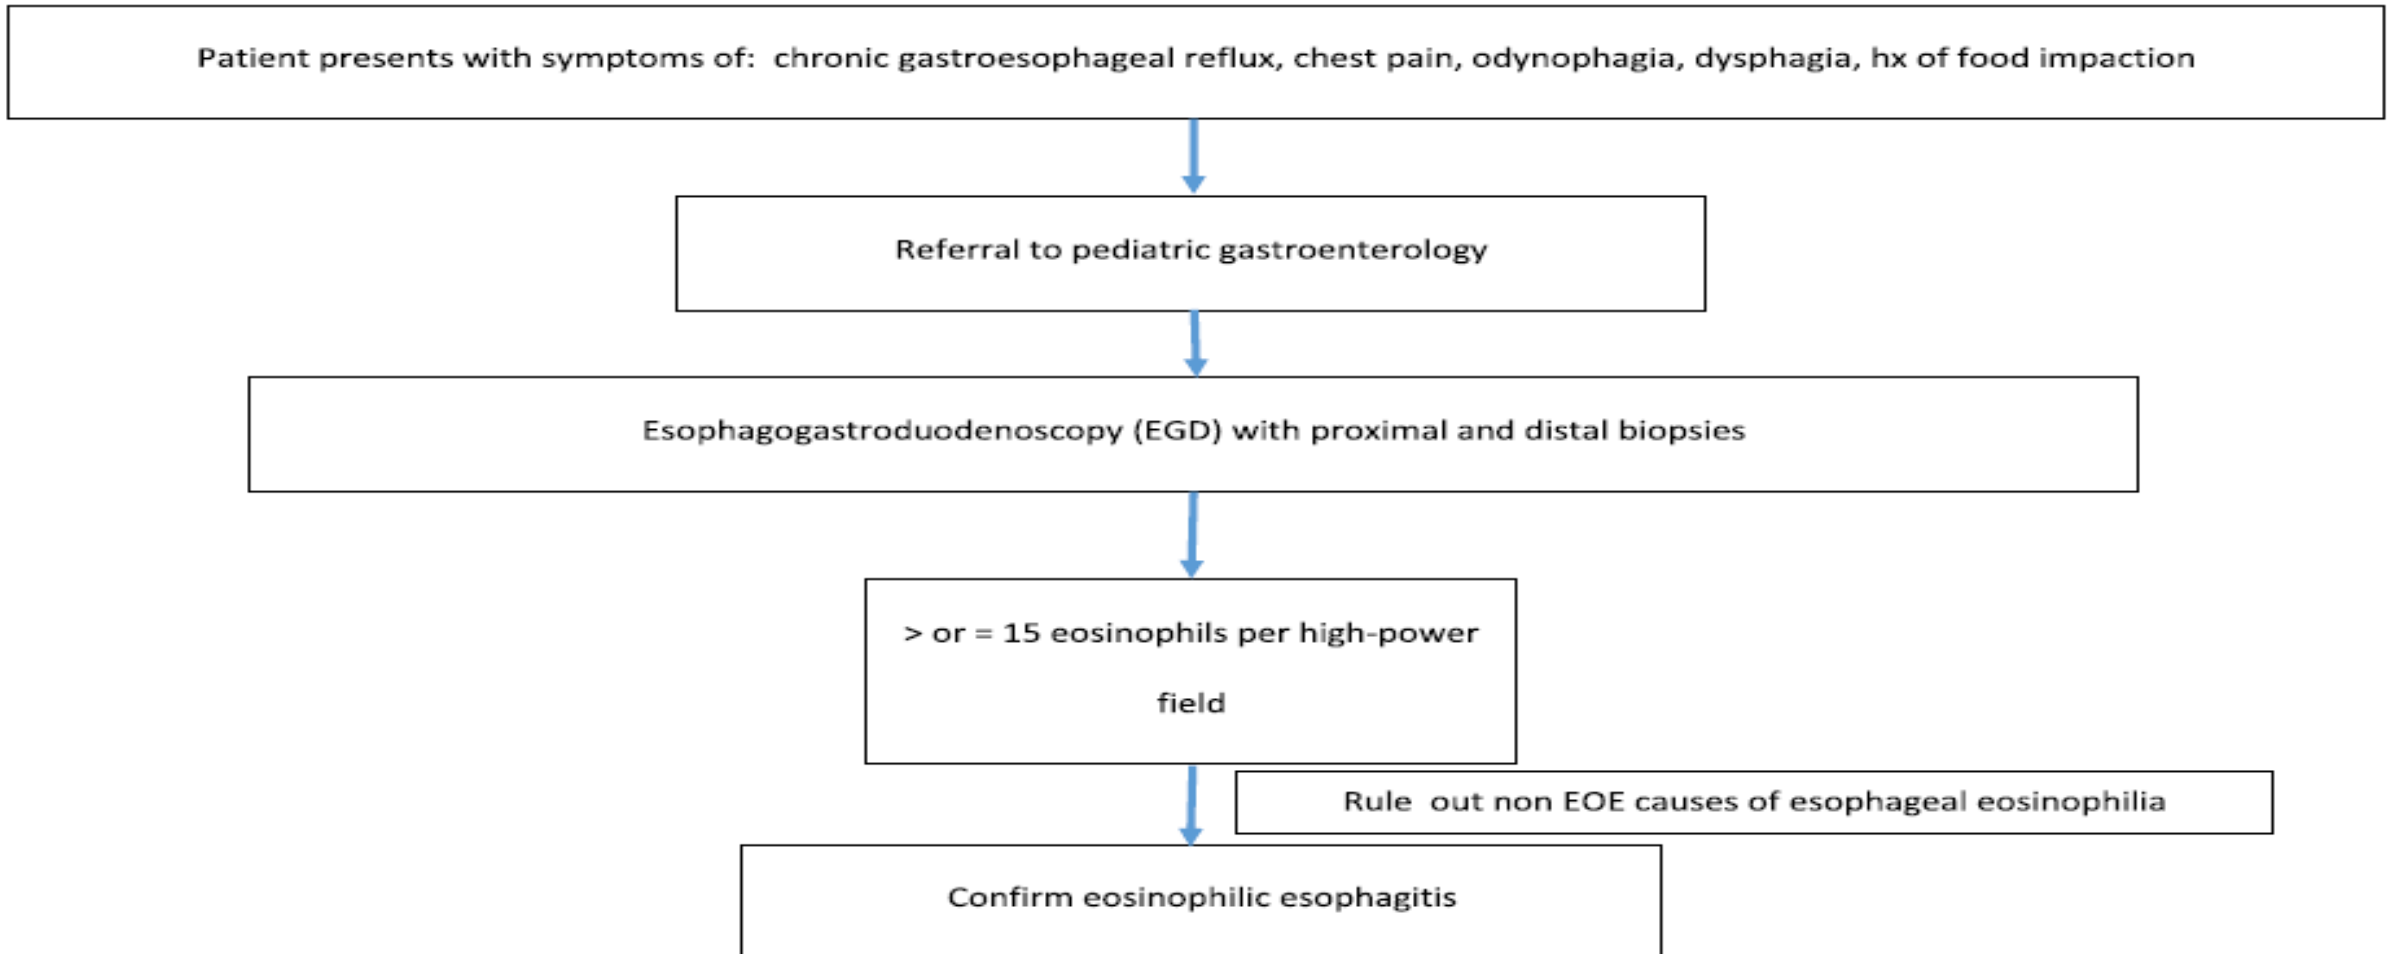 Patient presents with symptoms of: chronic gastroesophageal reflux, chest pain, odynophagia, dysphagia, hx of food impaction
Referral to pediatric gastroenterology
Esophagogastroduodenoscopy (EGD) with proximal and distal biopsies
> or = 15 eosinophils per high-power
field
Rule out non EOE causes of esophageal eosinophilia
Confirm eosinophilic esophagitis